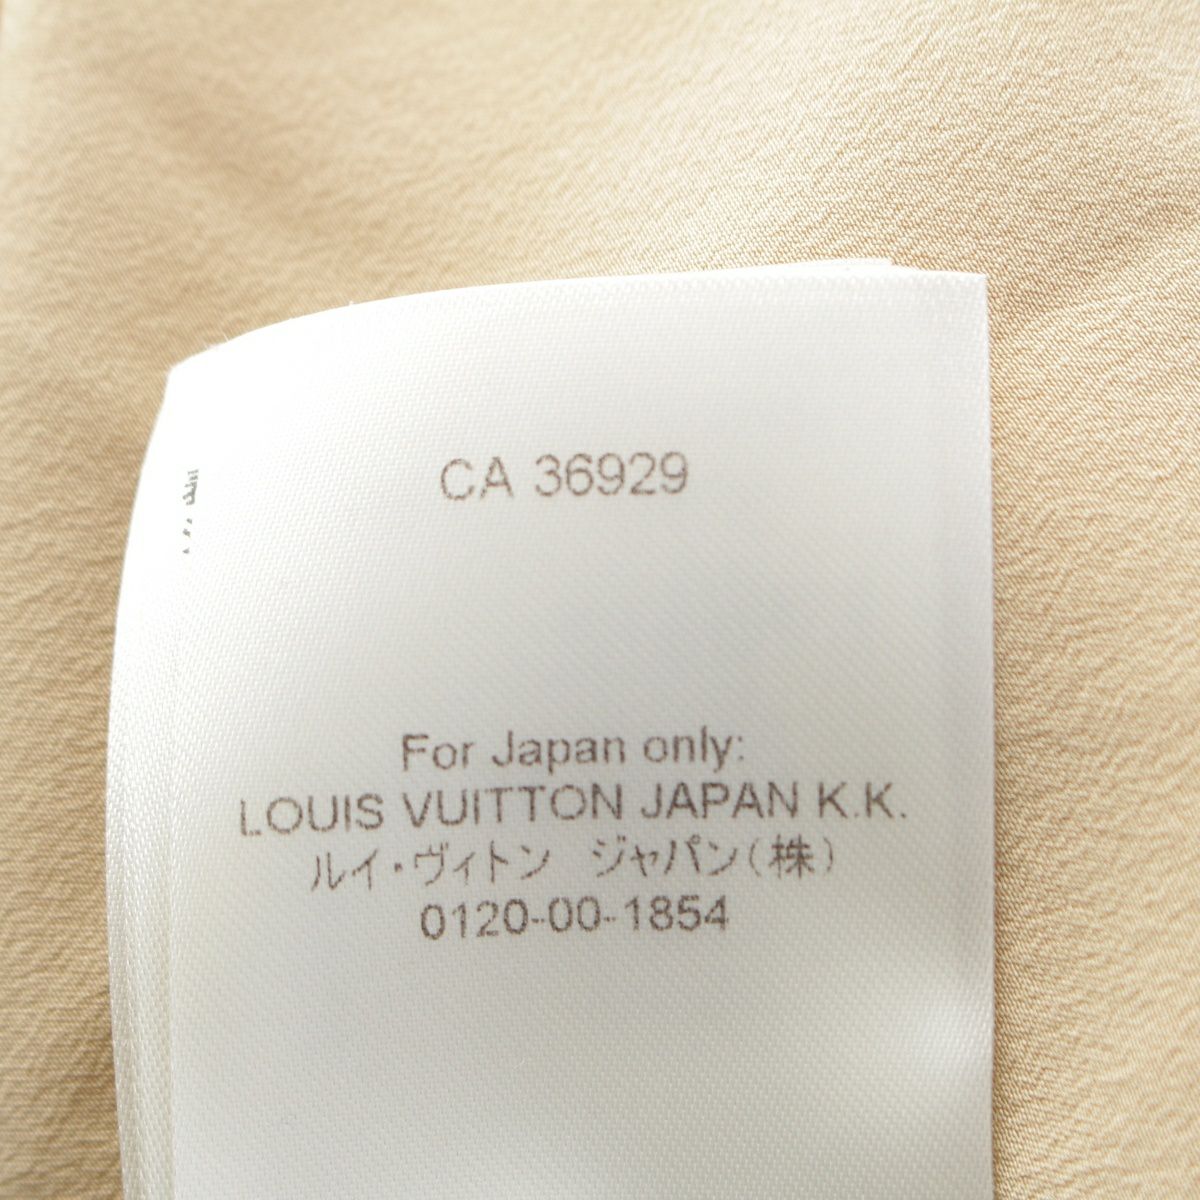 CA 36929
For Japan only:
LOUIS VUITTON JAPAN K.K.
ルイ・ヴィトン ジャパン(株)
0120-00-1854